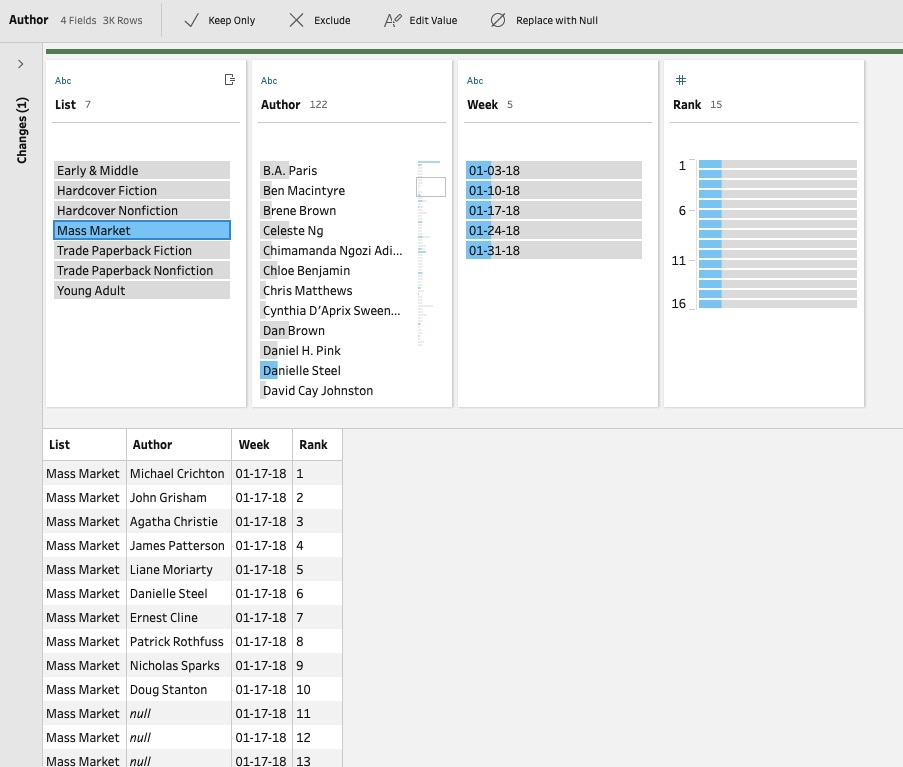 Author 4 Fields 3K Rows Keep Only Exclude Edit Value Replace with Null
Changes (1)
Abc Abc Abc #
List 7 Author 122 Week 5 Rank 15
Early & Middle
Hardcover Fiction
Hardcover Nonfiction
Mass Market
Trade Paperback Fiction
Trade Paperback Nonfiction
Young Adult
B.A. Paris
Ben Macintyre
Brene Brown
Celeste Ng
Chimamanda Ngozi Adi...
Chloe Benjamin
Chris Matthews
Cynthia D'Aprix Sween...
Dan Brown
Daniel H. Pink
Danielle Steel
David Cay Johnston
01-03-18
01-10-18
01-17-18
01-24-18
01-31-18
1
6
11
16
List Author Week Rank
Mass Market Michael Crichton 01-17-18 1
Mass Market John Grisham 01-17-18 2
Mass Market Agatha Christie 01-17-18 3
Mass Market James Patterson 01-17-18 4
Mass Market Liane Moriarty 01-17-18 5
Mass Market Danielle Steel 01-17-18 6
Mass Market Ernest Cline 01-17-18 7
Mass Market Patrick Rothfuss 01-17-18 8
Mass Market Nicholas Sparks 01-17-18 9
Mass Market Doug Stanton 01-17-18 10
Mass Market null 01-17-18 11
Mass Market null 01-17-18 12
Mass Market null 01-17-18 13